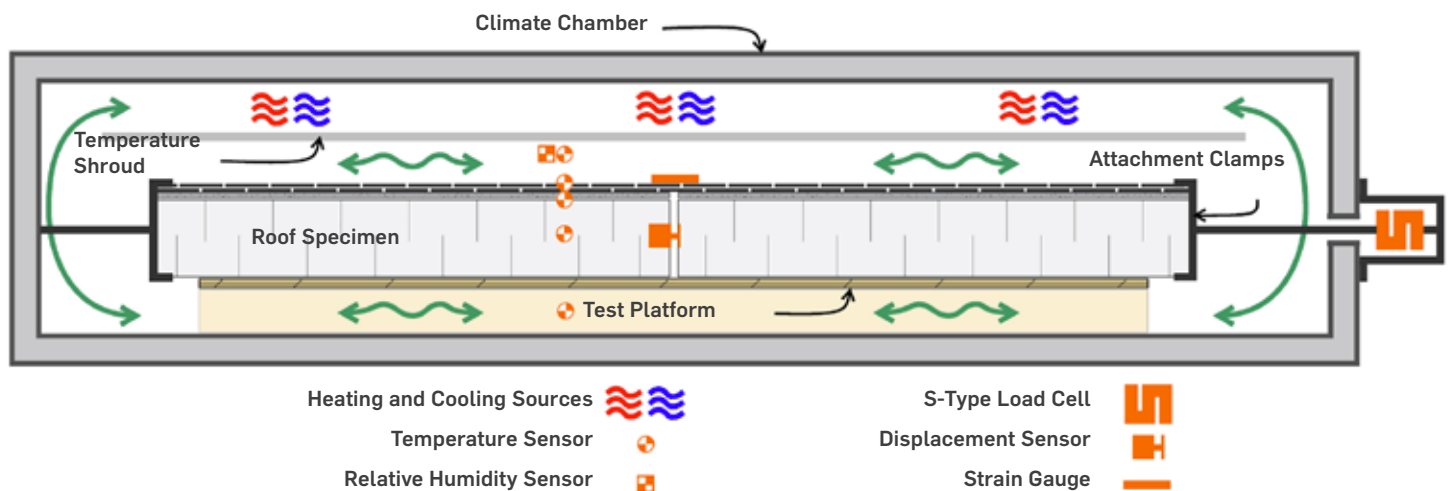 Climate Chamber
Temperature
Shroud
Attachment Clamps
Roof Specimen
Test Platform
Heating and Cooling Sources
S-Type Load Cell
Temperature Sensor
Displacement Sensor
Relative Humidity Sensor
Strain Gauge